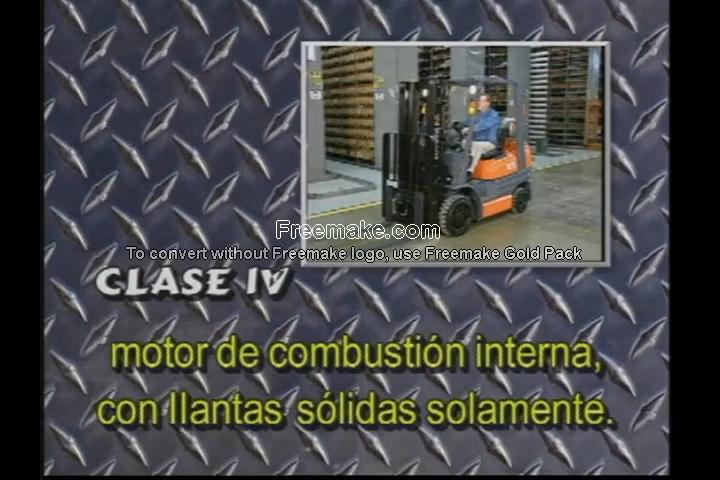 Freemake.com
To convert without Freemake logo, use Freemake Gold Pack
CLASE IV
motor de combustión interna,
con llantas sólidas solamente.